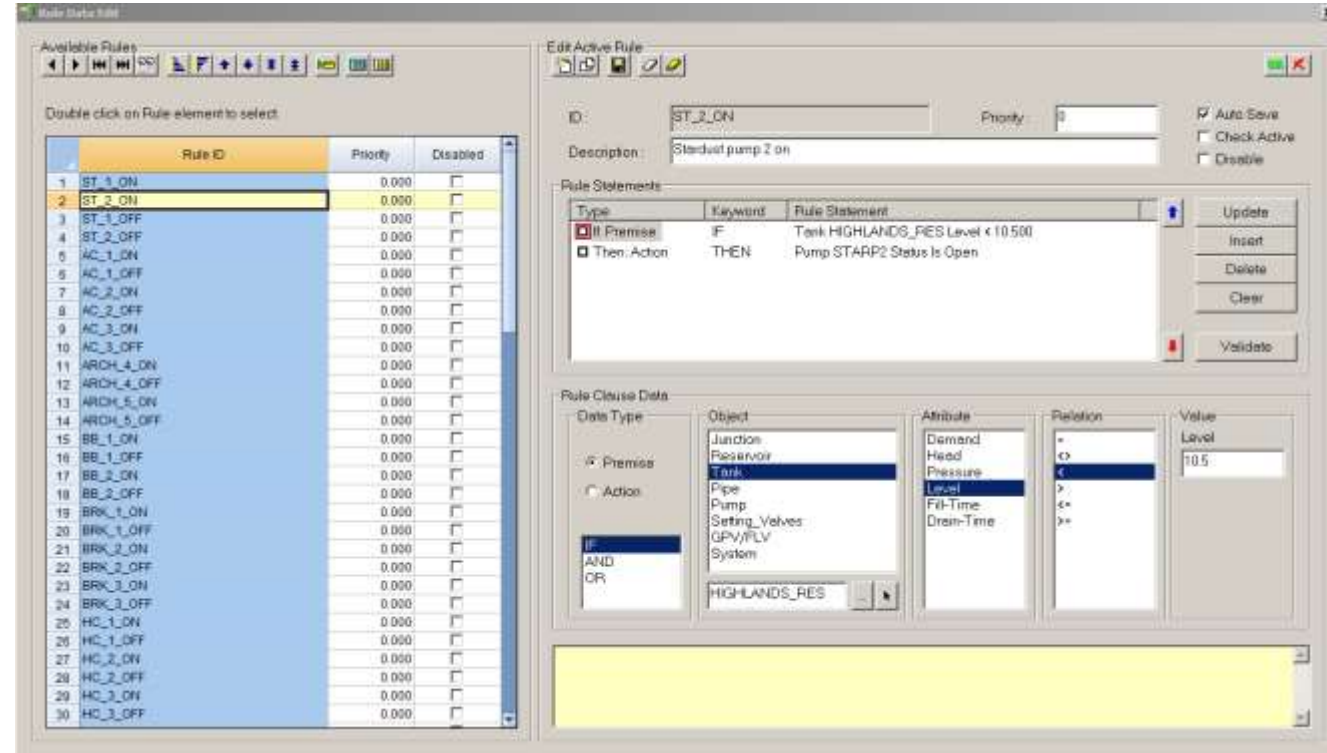 Rule Data Edit
Available Rules
Double click on Rule element to select
Rule ID Priority Disabled
1 ST_1_ON 0.000
2 ST_2_ON 0.000
3 ST_1_OFF 0.000
4 ST_2_OFF 0.000
5 AC_1_ON 0.000
6 AC_1_OFF 0.000
7 AC_2_ON 0.000
8 AC_2_OFF 0.000
9 AC_3_ON 0.000
10 AC_3_OFF 0.000
11 ARCH_4_ON 0.000
12 ARCH_4_OFF 0.000
13 ARCH_5_ON 0.000
14 ARCH_5_OFF 0.000
15 BB_1_ON 0.000
16 BB_1_OFF 0.000
17 BB_2_ON 0.000
18 BB_2_OFF 0.000
19 BRK_1_ON 0.000
20 BRK_1_OFF 0.000
21 BRK_2_ON 0.000
22 BRK_2_OFF 0.000
23 BRK_3_ON 0.000
24 BRK_3_OFF 0.000
25 HC_1_ON 0.000
26 HC_1_OFF 0.000
27 HC_2_ON 0.000
28 HC_2_OFF 0.000
29 HC_3_ON 0.000
30 HC_3_OFF 0.000
Edit Active Rule
ID: ST_2_ON Priority: 0
Auto Save
Check Active
Disable
Description: Stardust pump 2 on
Rule Statements
Type Keyword Rule Statement
If: Premise IF Tank HIGHLANDS_RES Level < 10.500
Then: Action THEN Pump STARP2 Status Is Open
Update
Insert
Delete
Clear
Validate
Rule Clause Data
Data Type
Premise
Action
IF
AND
OR
Object
Junction
Reservoir
Tank
Pipe
Pump
Setting_Valves
GPV/FLV
System
HIGHLANDS_RES ...
Attribute
Demand
Head
Pressure
Level
Fill-Time
Drain-Time
Relation
=
<>
<
>
<=
>=
Value
Level
10.5